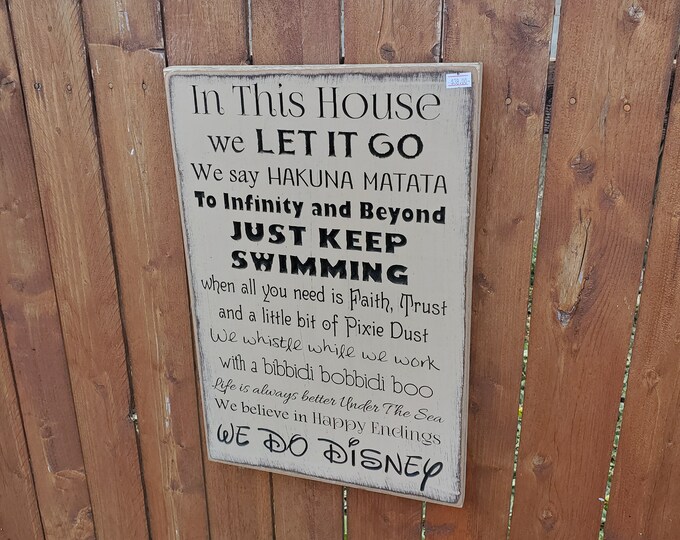 In This House
we LET IT GO
We say HAKUNA MATATA
To Infinity and Beyond
JUST KEEP
SWIMMING
when all you need is Faith, Trust
and a little bit of Pixie Dust
We whistle while we work
with a bibbidi bobbidi boo
Life is always better Under The Sea
We believe in Happy Endings
WE DO DISNEY